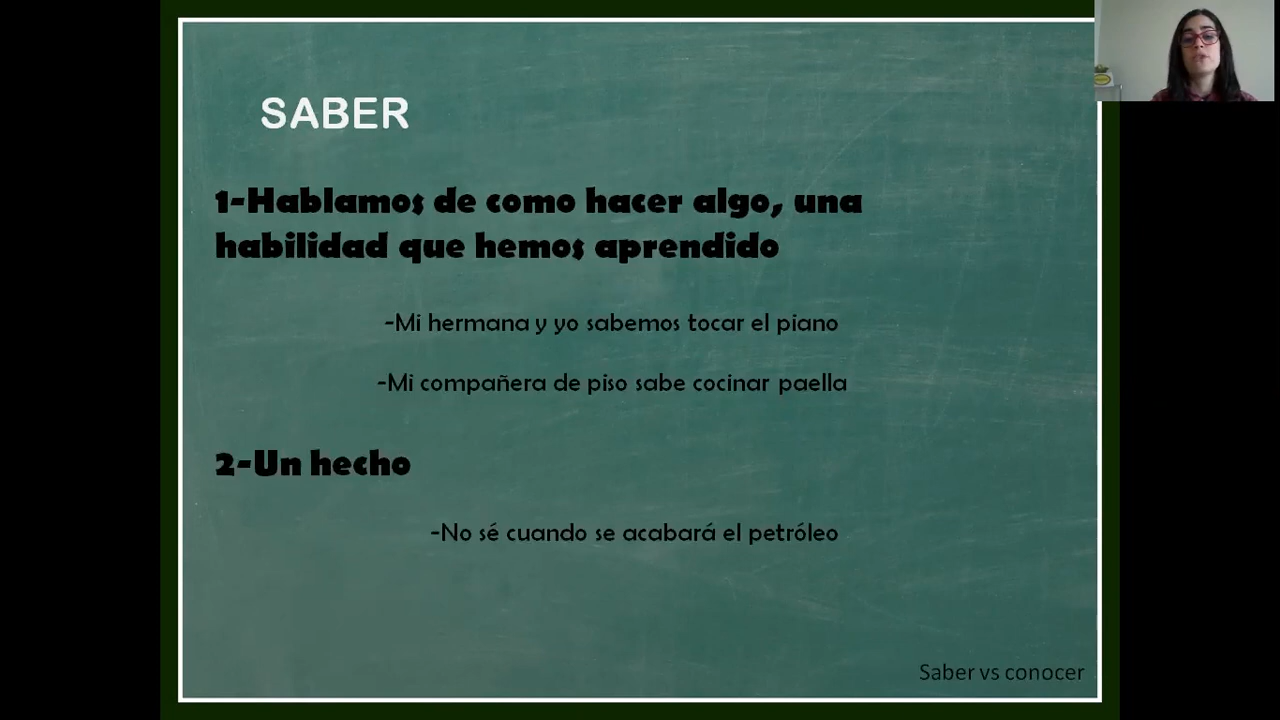 SABER
1-Hablamos de como hacer algo, una
habilidad que hemos aprendido
-Mi hermana y yo sabemos tocar el piano
-Mi compañera de piso sabe cocinar paella
2-Un hecho
-No sé cuando se acabará el petróleo
Saber vs conocer